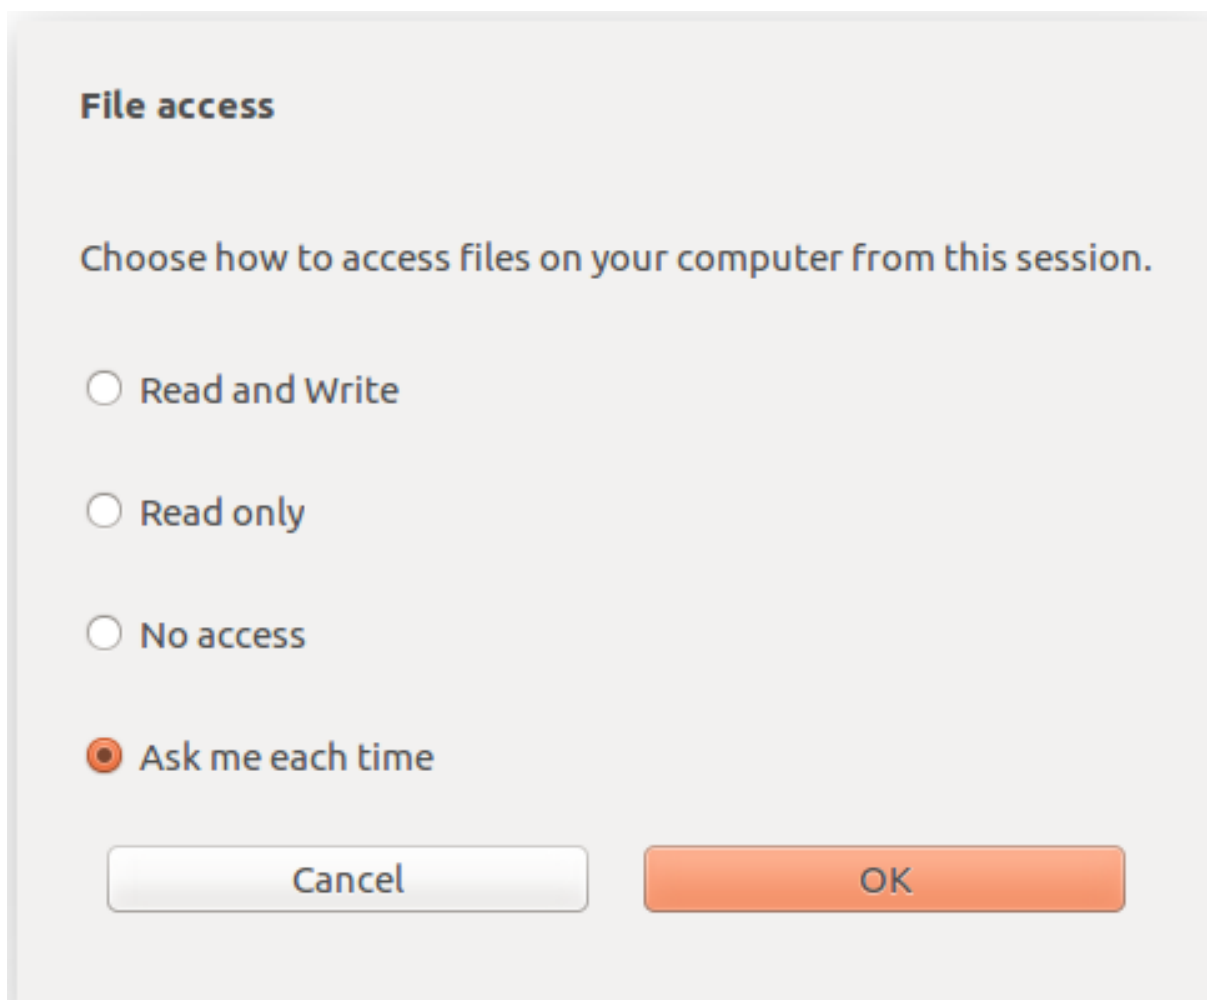 File access
Choose how to access files on your computer from this session.
Read and Write
Read only
No access
Ask me each time
Cancel
OK